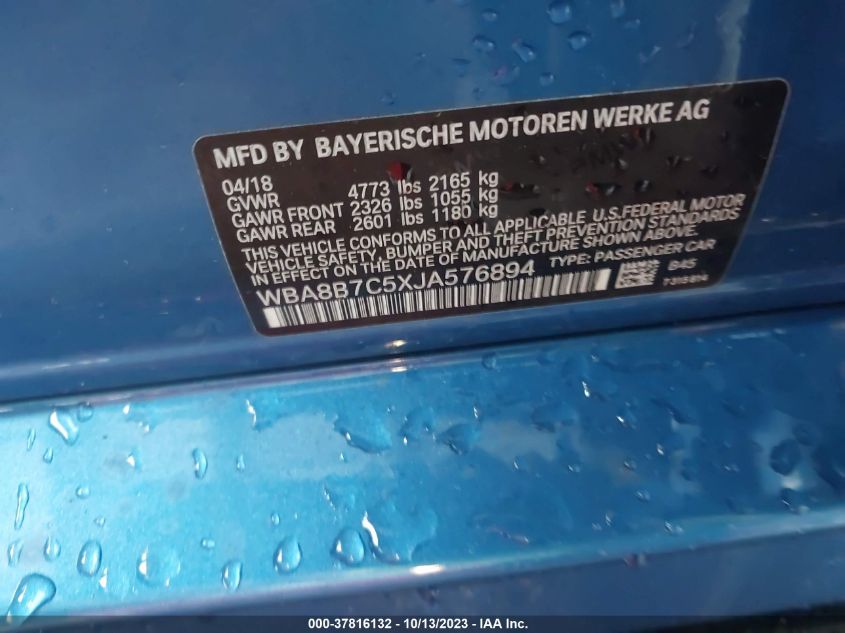 MFD BY BAYERISCHE MOTOREN WERKE AG
04/18
GVWR 4773 lbs 2165 kg
GAWR FRONT 2326 lbs 1055 kg
GAWR REAR 2601 lbs 1180 kg
THIS VEHICLE CONFORMS TO ALL APPLICABLE U.S.FEDERAL MOTOR
VEHICLE SAFETY, BUMPER AND THEFT PREVENTION STANDARDS
IN EFFECT ON THE DATE OF MANUFACTURE SHOWN ABOVE.
WBA8B7C5XJA576894 TYPE: PASSENGER CAR
B45
000-37816132 - 10/13/2023 - IAA Inc.